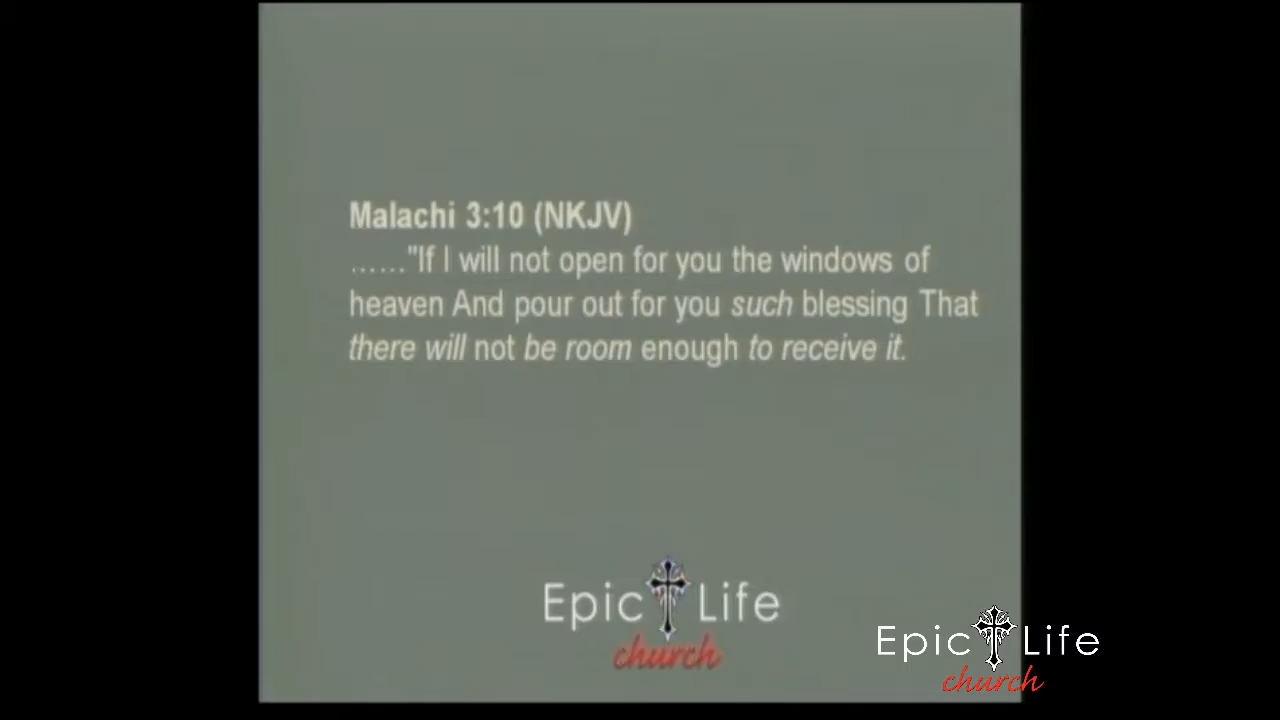 Malachi 3:10 (NKJV)
......"If I will not open for you the windows of
heaven And pour out for you such blessing That
there will not be room enough to receive it.
Epic Life
church
Epic Life
church